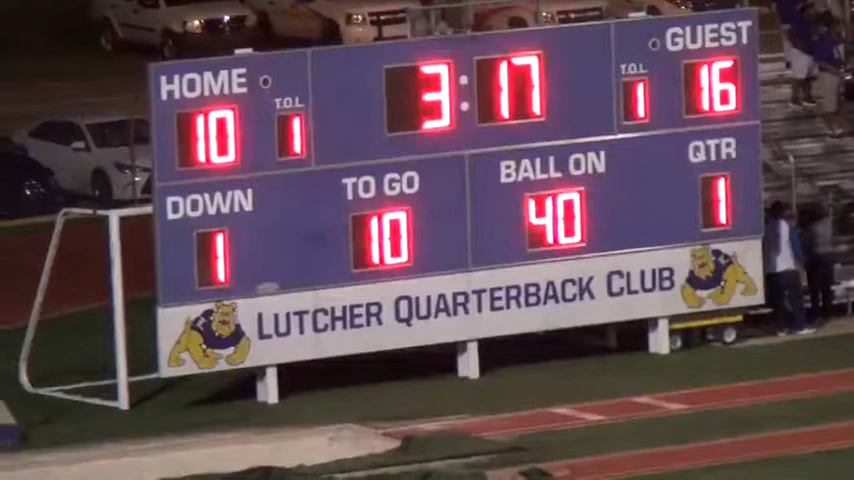 HOME 10 T.O.L 1 3:17 T.O.L 1 GUEST 16
DOWN 1 TO GO 10 BALL ON 40 QTR 1
LUTCHER QUARTERBACK CLUB